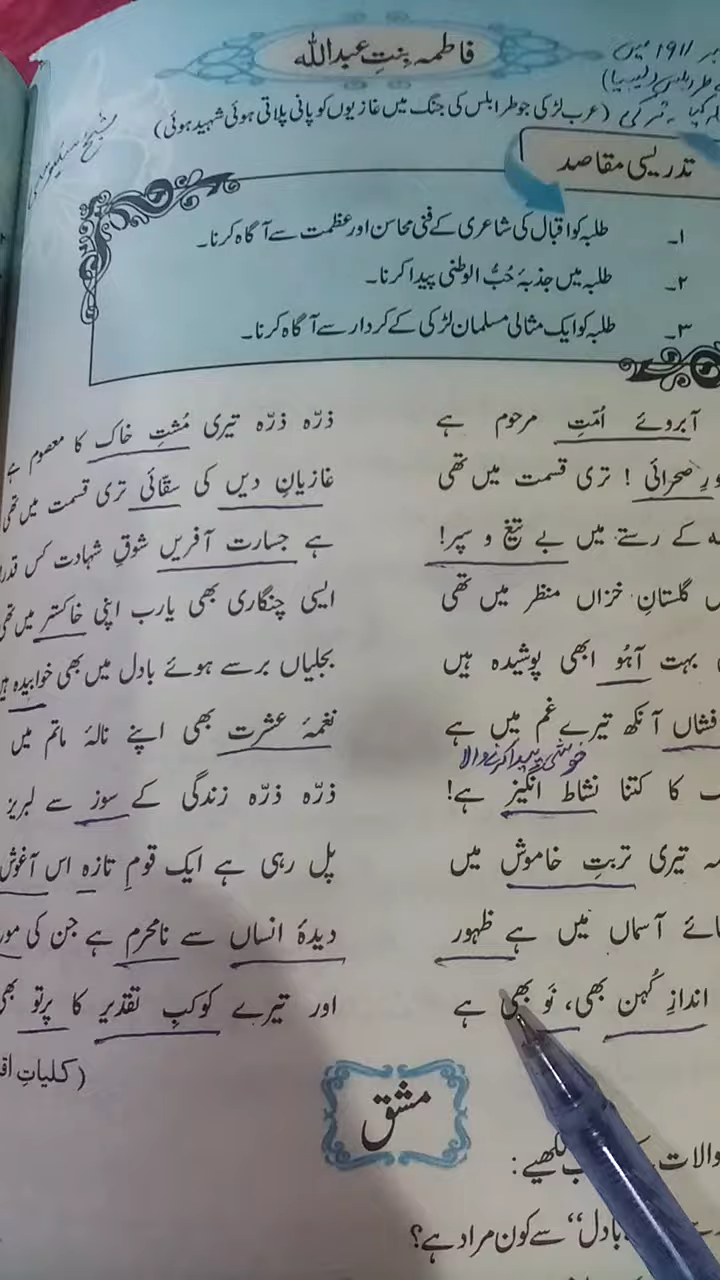 فاطمہ بنتِ عبداللہ
۱۹۱۱ میں
طرابلس (لیبیا)
(عرب لڑکی جو طرابلس کی جنگ میں غازیوں کو پانی پلاتی ہوئی شہید ہوئی)
تدریسی مقاصد
۱۔ طلبہ کو اقبال کی شاعری کے فنی محاسن اور عظمت سے آگاہ کرنا۔
۲۔ طلبہ میں جذبۂ حُبُّ الوطنی پیدا کرنا۔
۳۔ طلبہ کو ایک مثالی مسلمان لڑکی کے کردار سے آگاہ کرنا۔
آبروئے اُمّتِ مرحوم ہے ذرّہ ذرّہ تیری مُشتِ خاک کا معصوم ہے
صحرائی ! تری قسمت میں تھی غازیانِ دیں کی سقّائی تری قسمت میں تھی
کے رستے میں بے تیغ و سپر! ہے جسارت آفریں شوقِ شہادت کس قدر
گلستانِ خزاں منظر میں تھی ایسی چنگاری بھی یارب اپنی خاکستر میں تھی
بہت آہُو ابھی پوشیدہ ہیں بجلیاں برسے ہوئے بادل میں بھی خوابیدہ ہیں
فشاں آنکھ تیرے غم میں ہے نغمۂ عشرت بھی اپنے نالۂ ماتم میں
خوشی پیدا کرنے والا
کا کتنا نشاط انگیز ہے! ذرّہ ذرّہ زندگی کے سوز سے لبریز
تیری تربتِ خاموش میں پل رہی ہے ایک قومِ تازہ اس آغوش
آسماں میں ہے ظہور دیدۂ انساں سے نامحرم ہے جن کی
اندازِ کُہن بھی، نَو بھی ہے اور تیرے کوکبِ تقدیر کا پرتو بھی
(کلیاتِ
مشق
لکھیے:
بادل“ سے کون مراد ہے؟